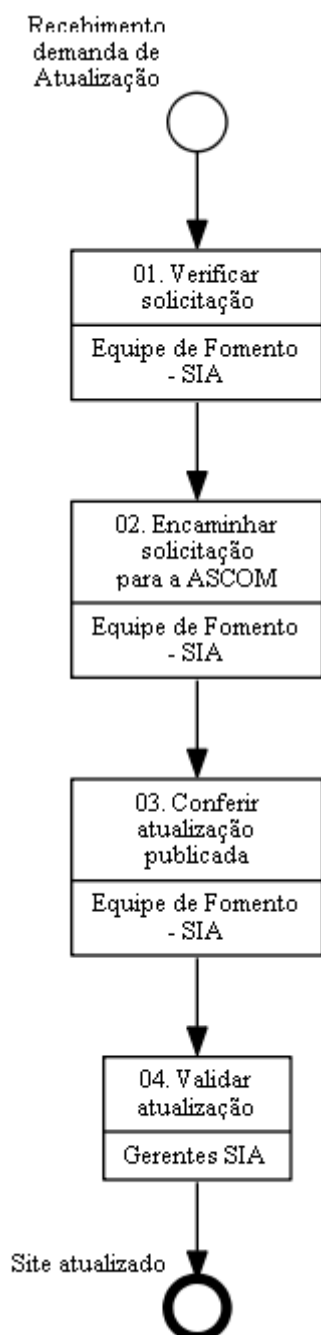 Recebimento
demanda de
Atualização
01. Verificar
solicitação
Equipe de Fomento
- SIA
02. Encaminhar
solicitação
para a ASCOM
Equipe de Fomento
- SIA
03. Conferir
atualização
publicada
Equipe de Fomento
- SIA
04. Validar
atualização
Gerentes SIA
Site atualizado